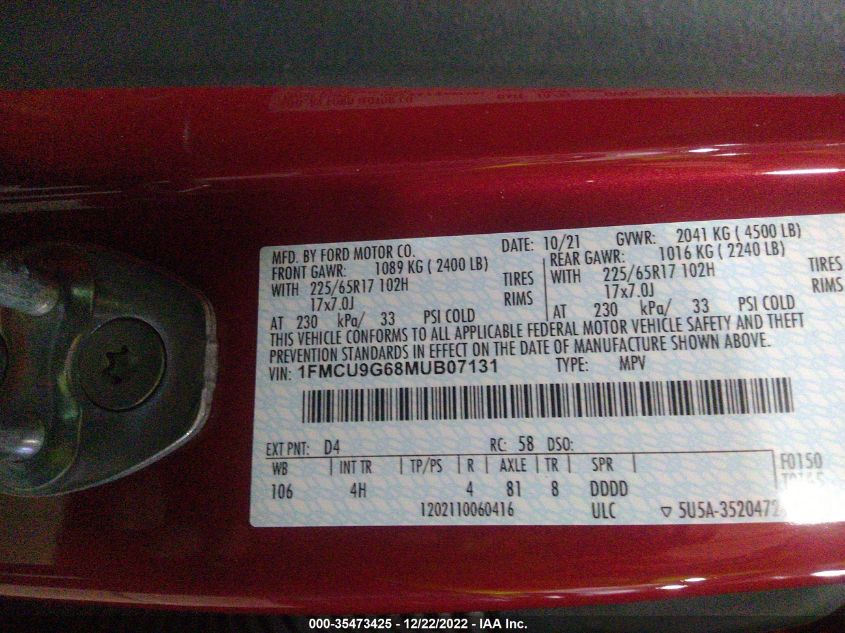 MFD. BY FORD MOTOR CO.
DATE: 10/21 GVWR: 2041 KG ( 4500 LB)
FRONT GAWR: 1089 KG ( 2400 LB)
REAR GAWR: 1016 KG ( 2240 LB)
WITH 225/65R17 102H TIRES
WITH 225/65R17 102H TIRES
17x7.0J RIMS
17x7.0J RIMS
AT 230 kPa/ 33 PSI COLD
AT 230 kPa/ 33 PSI COLD
THIS VEHICLE CONFORMS TO ALL APPLICABLE FEDERAL MOTOR VEHICLE SAFETY AND THEFT
PREVENTION STANDARDS IN EFFECT ON THE DATE OF MANUFACTURE SHOWN ABOVE.
VIN: 1FMCU9G68MUB07131 TYPE: MPV
EXT PNT: D4 RC: 58 DSO:
WB INT TR TP/PS R AXLE TR SPR F0150
106 4H 4 81 8 DDDD
1202110060416 ULC 5U5A-3520472
000-35473425 - 12/22/2022 - IAA Inc.